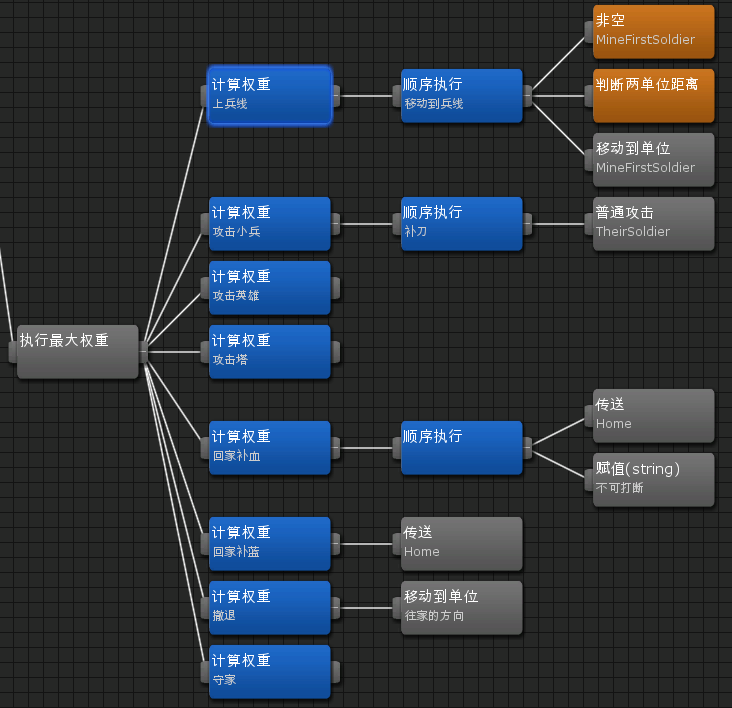 执行最大权重
计算权重
上兵线
顺序执行
移动到兵线
非空
MineFirstSoldier
判断两单位距离
移动到单位
MineFirstSoldier
计算权重
攻击小兵
顺序执行
补刀
普通攻击
TheirSoldier
计算权重
攻击英雄
计算权重
攻击塔
计算权重
回家补血
顺序执行
传送
Home
赋值(string)
不可打断
计算权重
回家补蓝
传送
Home
计算权重
撤退
移动到单位
往家的方向
计算权重
守家